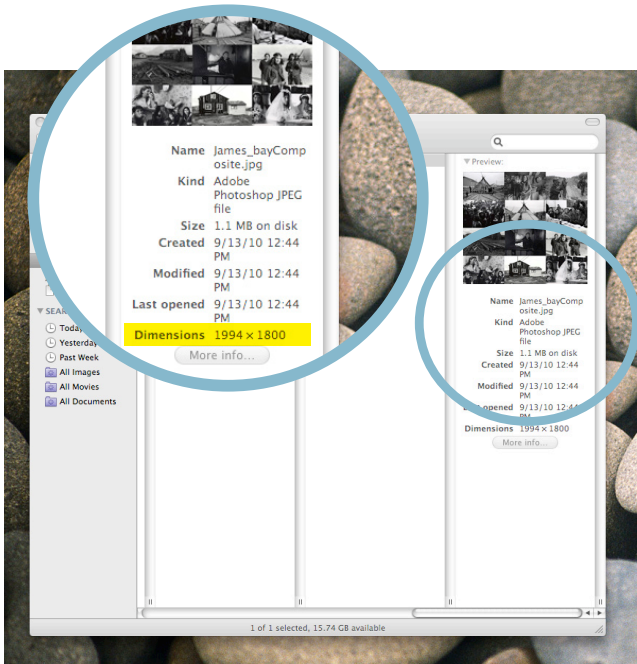 Name James_bayComp
osite.jpg
Kind Adobe
Photoshop JPEG
file
Size 1.1 MB on disk
Created 9/13/10 12:44
PM
Modified 9/13/10 12:44
PM
Last opened 9/13/10 12:44
PM
Dimensions 1994 × 1800
More info...
Preview:
Name James_bayComp
osite.jpg
Kind Adobe
Photoshop JPEG
file
Size 1.1 MB on disk
Created 9/13/10 12:44
PM
Modified 9/13/10 12:44
PM
opened 9/13/10 12:44
PM
Dimensions 1994 × 1800
More info...
Yesterday
Past Week
All Images
All Movies
All Documents
1 of 1 selected, 15.74 GB available